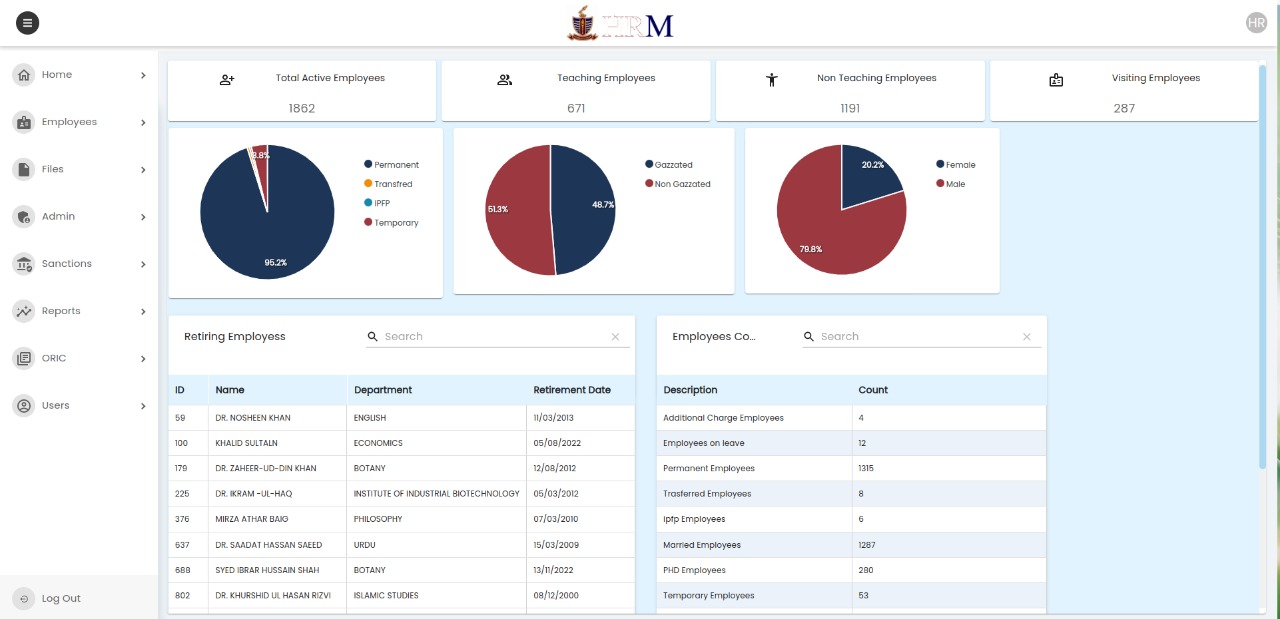 HRM
HR
Home
Employees
Files
Admin
Sanctions
Reports
ORIC
Users
Log Out
Total Active Employees
1862
Teaching Employees
671
Non Teaching Employees
1191
Visiting Employees
287
3.8%
95.2%
Permanent
Transfred
IPFP
Temporary
51.3%
48.7%
Gazzated
Non Gazzated
20.2%
79.8%
Female
Male
Retiring Employess
Search
ID Name Department Retirement Date
59 DR. NOSHEEN KHAN ENGLISH 11/03/2013
100 KHALID SULTALN ECONOMICS 05/08/2022
179 DR. ZAHEER-UD-DIN KHAN BOTANY 12/08/2012
225 DR. IKRAM -UL-HAQ INSTITUTE OF INDUSTRIAL BIOTECHNOLOGY 05/03/2012
376 MIRZA ATHAR BAIG PHILOSOPHY 07/03/2010
637 DR. SAADAT HASSAN SAEED URDU 15/03/2009
688 SYED IBRAR HUSSAIN SHAH BOTANY 13/11/2022
802 DR. KHURSHID UL HASAN RIZVI ISLAMIC STUDIES 08/12/2000
Employees Co...
Search
Description Count
Additional Charge Employees 4
Employees on leave 12
Permanent Employees 1315
Trasferred Employees 8
ipfp Employees 6
Married Employees 1287
PHD Employees 280
Temporary Employees 53